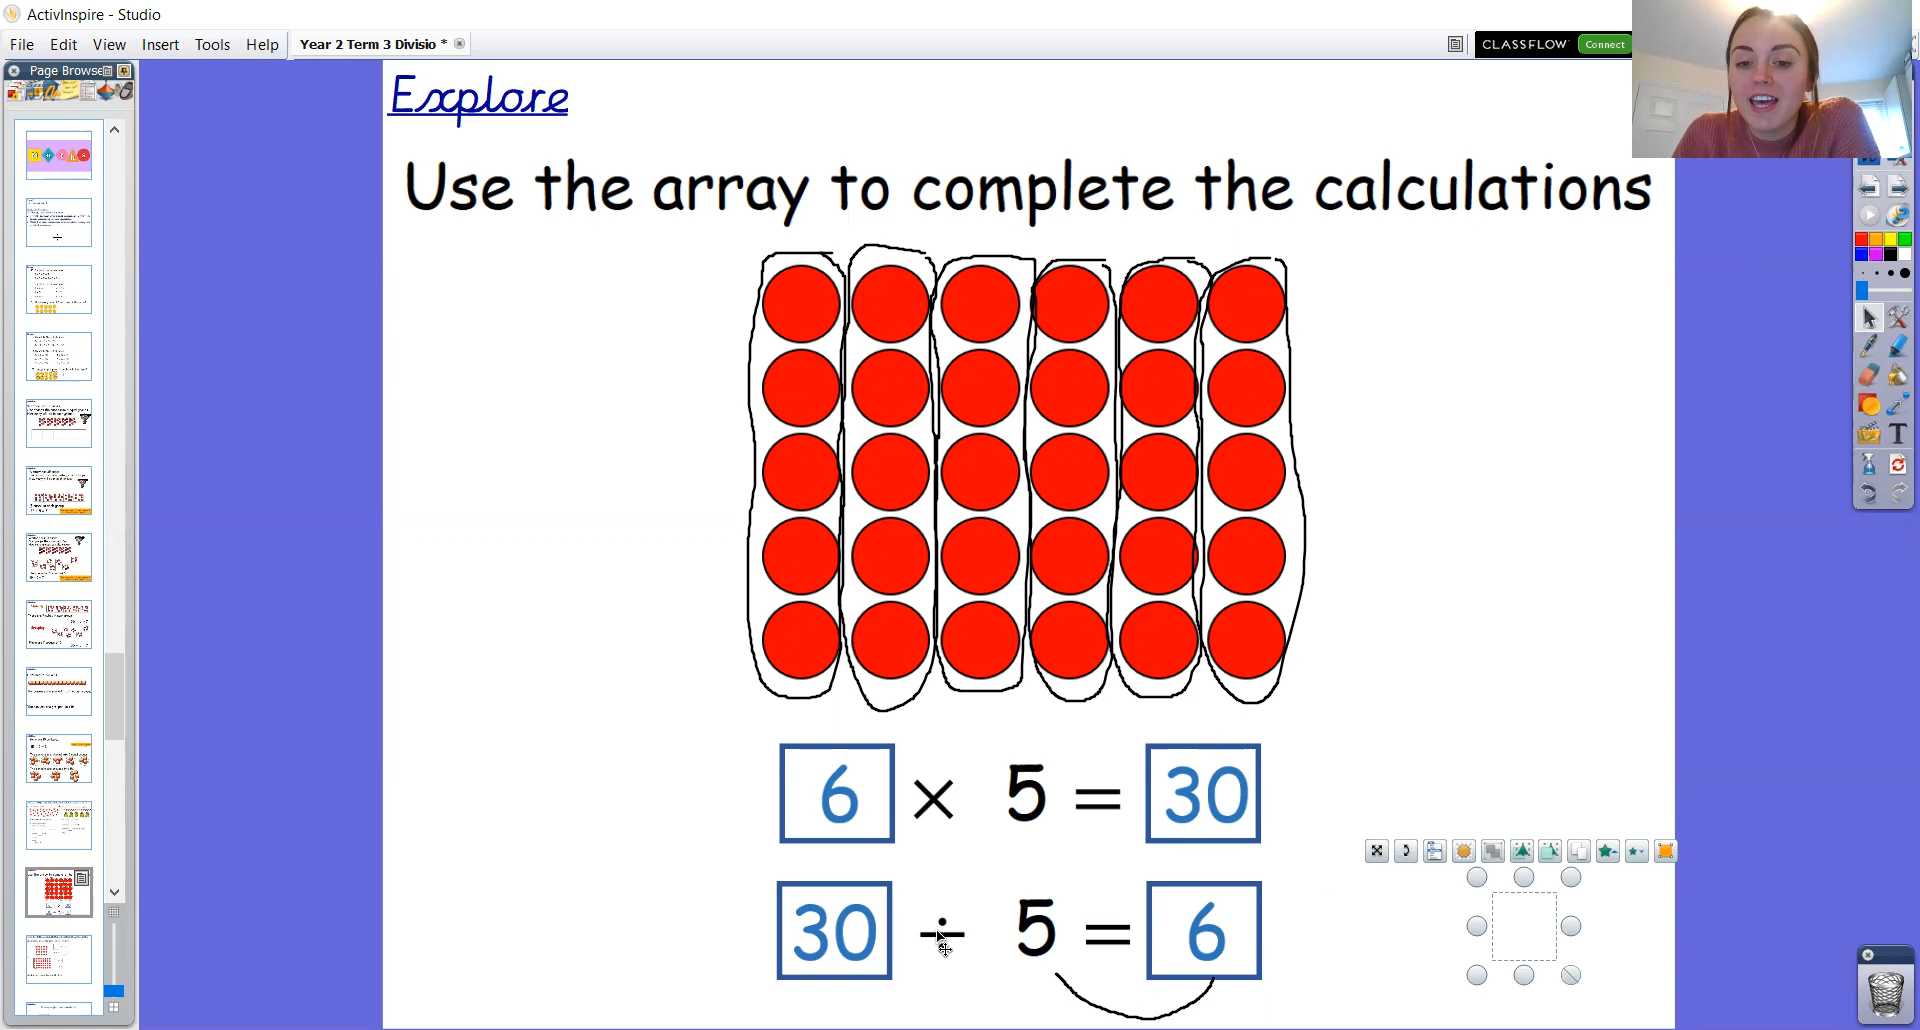 ActivInspire - Studio
File Edit View Insert Tools Help Year 2 Term 3 Divisio *
CLASSFLOW Connect
Page Browse
Explore
Use the array to complete the calculations
6 × 5 = 30
30 ÷ 5 = 6